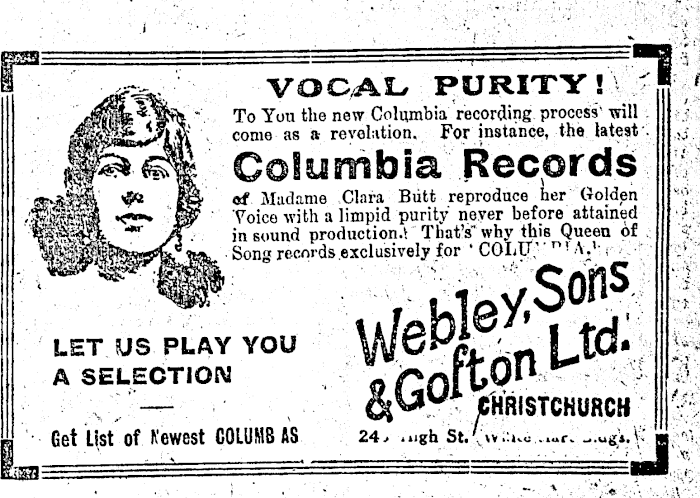 VOCAL PURITY!
To You the new Columbia recording process will
come as a revelation. For instance, the latest
Columbia Records
of Madame Clara Butt reproduce her Golden
Voice with a limpid purity never before attained
in sound production. That's why this Queen of
Song records exclusively for
LET US PLAY YOU
A SELECTION
Get List of Newest
Webley, Sons
& Gofton Ltd.
CHRISTCHURCH
St.